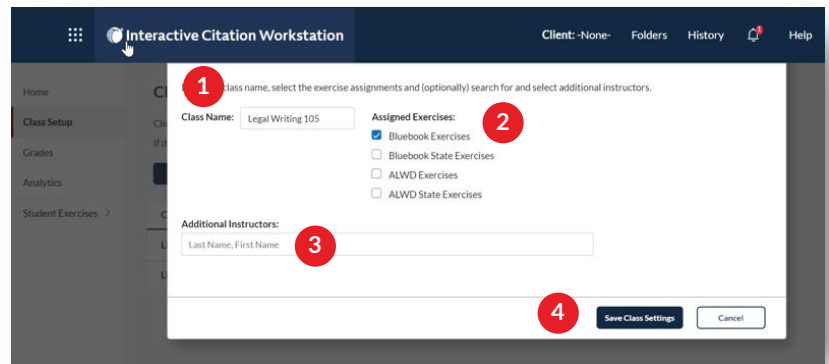 Interactive Citation Workstation
Client: -None- Folders History Help
1
class name, select the exercise assignments and (optionally) search for and select additional instructors.
Home
Class Setup
Grades
Analytics
Student Exercises
Class Name: Legal Writing 105
Assigned Exercises:
2
Bluebook Exercises
Bluebook State Exercises
ALWD Exercises
ALWD State Exercises
Additional Instructors:
Last Name, First Name
3
4
Save Class Settings Cancel